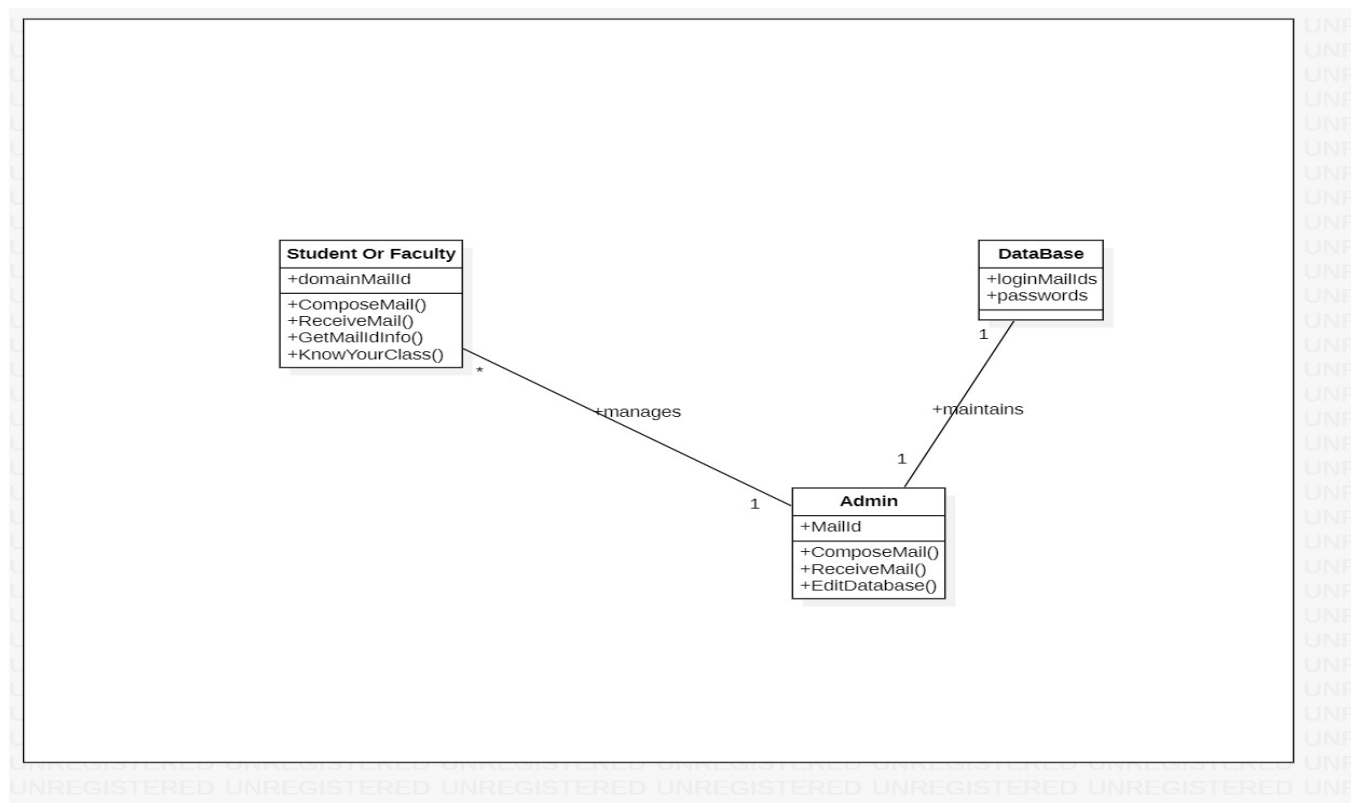 Student Or Faculty
+domainMailId
+ComposeMail()
+ReceiveMail()
+GetMailIdInfo()
+KnowYourClass()
*
+manages
1
DataBase
+loginMailIds
+passwords
1
+maintains
1
Admin
+MailId
+ComposeMail()
+ReceiveMail()
+EditDatabase()
UNREGISTERED UNREGISTERED UNREGISTERED UNREGISTERED UNREGISTERED UNREGISTERED